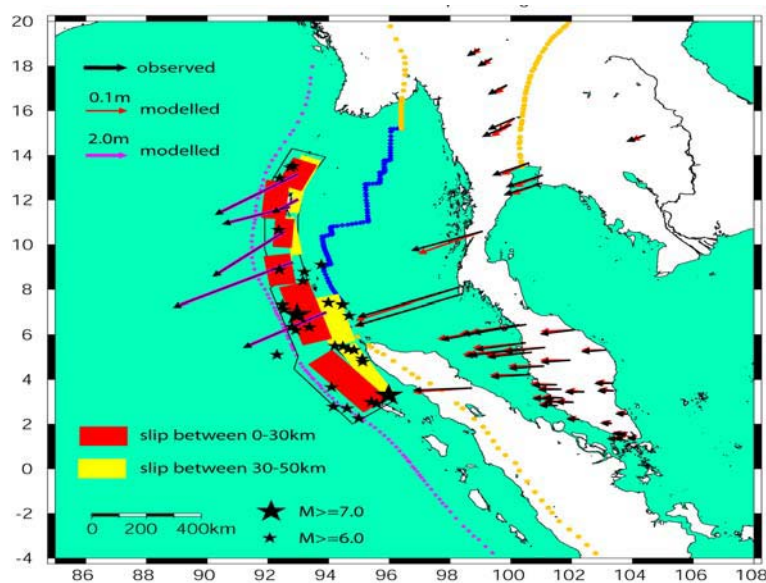 20
18
16
14
12
10
8
6
4
2
0
-2
-4
observed
0.1m
modelled
2.0m
modelled
slip between 0-30km
slip between 30-50km
0 200 400km
M>=7.0
M>=6.0
86 88 90 92 94 96 98 100 102 104 106 108